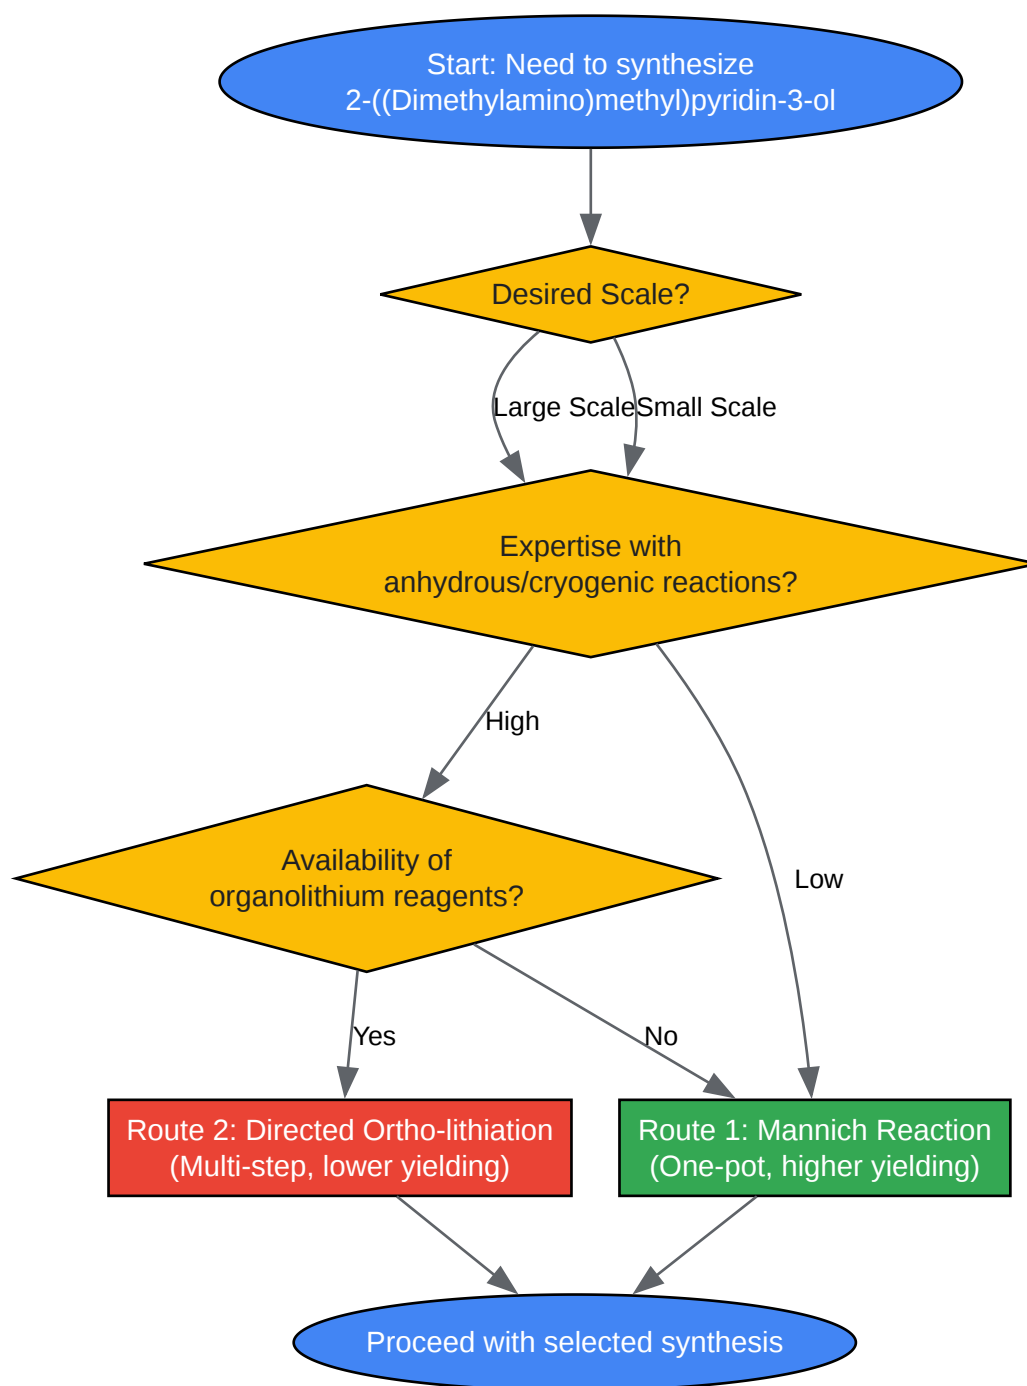 Start: Need to synthesize
2-((Dimethylamino)methyl)pyridin-3-ol
Desired Scale?
Large Scale
Small Scale
Expertise with
anhydrous/cryogenic reactions?
High
Low
Availability of
organolithium reagents?
Yes
No
Route 2: Directed Ortho-lithiation
(Multi-step, lower yielding)
Route 1: Mannich Reaction
(One-pot, higher yielding)
Proceed with selected synthesis